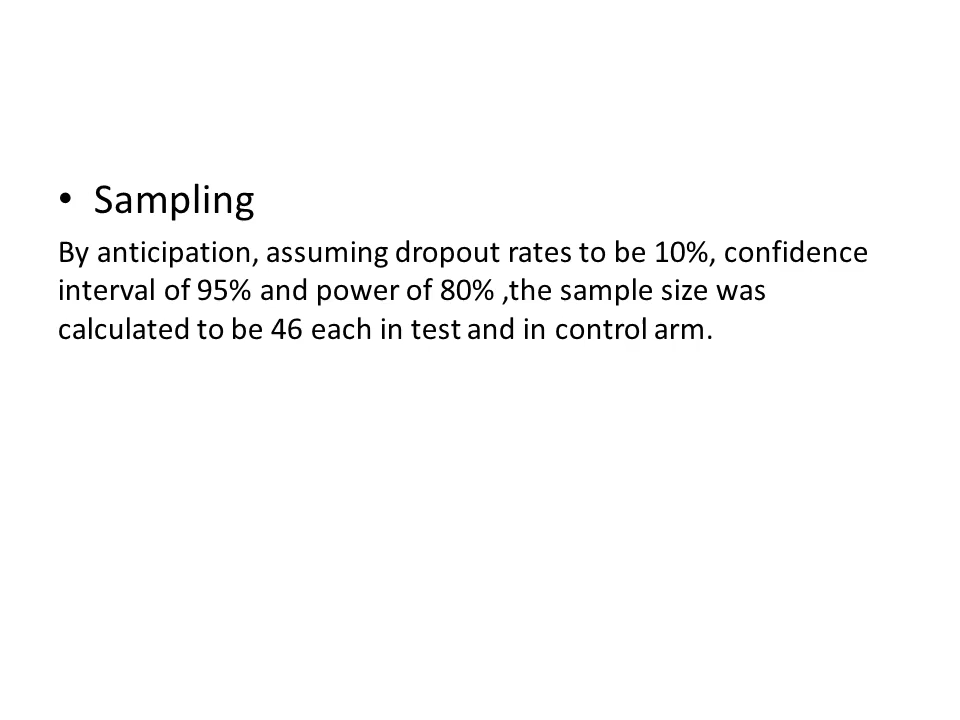 • Sampling
By anticipation, assuming dropout rates to be 10%, confidence
interval of 95% and power of 80% ,the sample size was
calculated to be 46 each in test and in control arm.